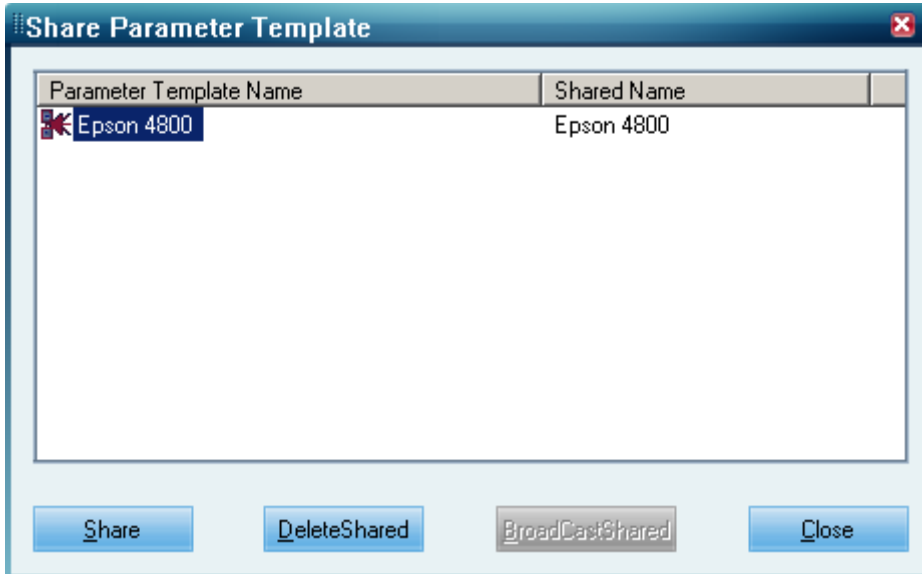 Share Parameter Template
Parameter Template Name Shared Name
Epson 4800 Epson 4800
Share DeleteShared BroadCastShared Close